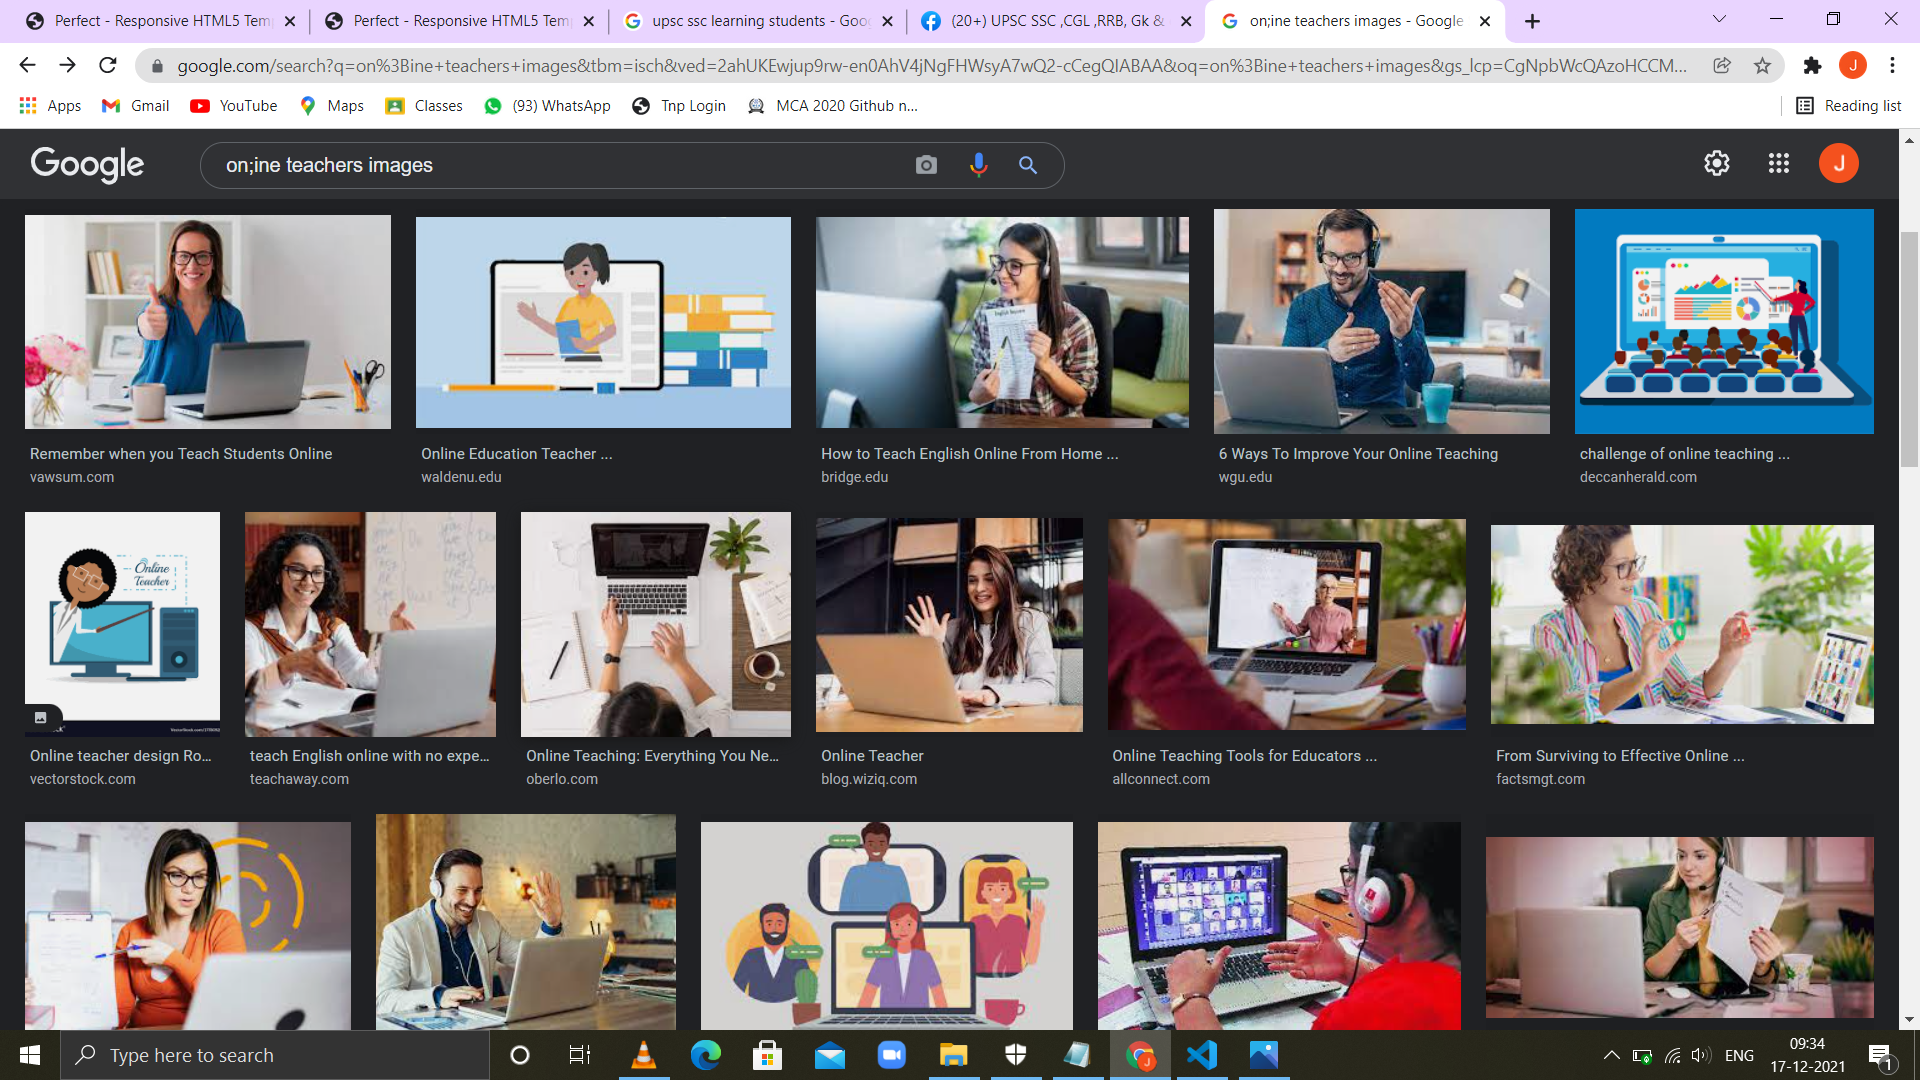 Perfect - Responsive HTML5 Tem
Perfect - Responsive HTML5 Tem
upsc ssc learning students - Goo
(20+) UPSC SSC ,CGL ,RRB, Gk &
on;ine teachers images - Google
google.com/search?q=on%3Bine+teachers+images&tbm=isch&ved=2ahUKEwjup9rw-en0AhV4jNgFHWsyA7wQ2-cCegQIABAA&oq=on%3Bine+teachers+images&gs_lcp=CgNpbWcQAzoHCCM...
J
Apps
Gmail
YouTube
Maps
Classes
(93) WhatsApp
Tnp Login
MCA 2020 Github n...
Reading list
Google
on;ine teachers images
J
Remember when you Teach Students Online
vawsum.com
Online Education Teacher ...
waldenu.edu
How to Teach English Online From Home ...
bridge.edu
6 Ways To Improve Your Online Teaching
wgu.edu
challenge of online teaching ...
deccanherald.com
Online
Teacher
Online teacher design Ro...
vectorstock.com
teach English online with no expe...
teachaway.com
Online Teaching: Everything You Ne...
oberlo.com
Online Teacher
blog.wiziq.com
Online Teaching Tools for Educators ...
allconnect.com
From Surviving to Effective Online ...
factsmgt.com
Type here to search
J
ENG
09:34
17-12-2021
1